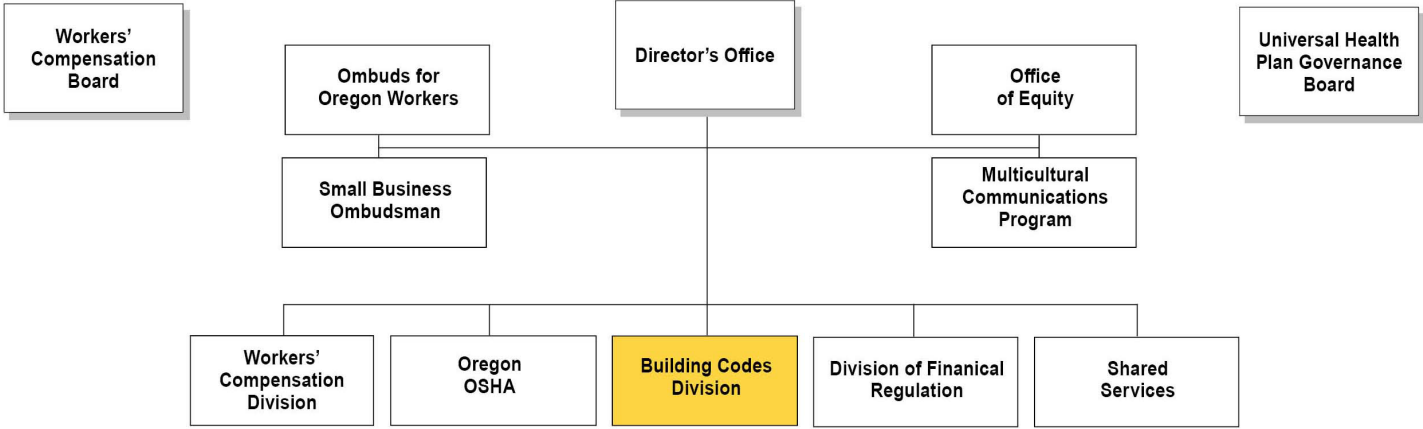 Workers’
Compensation
Board
Director’s Office
Universal Health
Plan Governance
Board
Ombuds for
Oregon Workers
Office
of Equity
Small Business
Ombudsman
Multicultural
Communications
Program
Workers’
Compensation
Division
Oregon
OSHA
Building Codes
Division
Division of Finanical
Regulation
Shared
Services